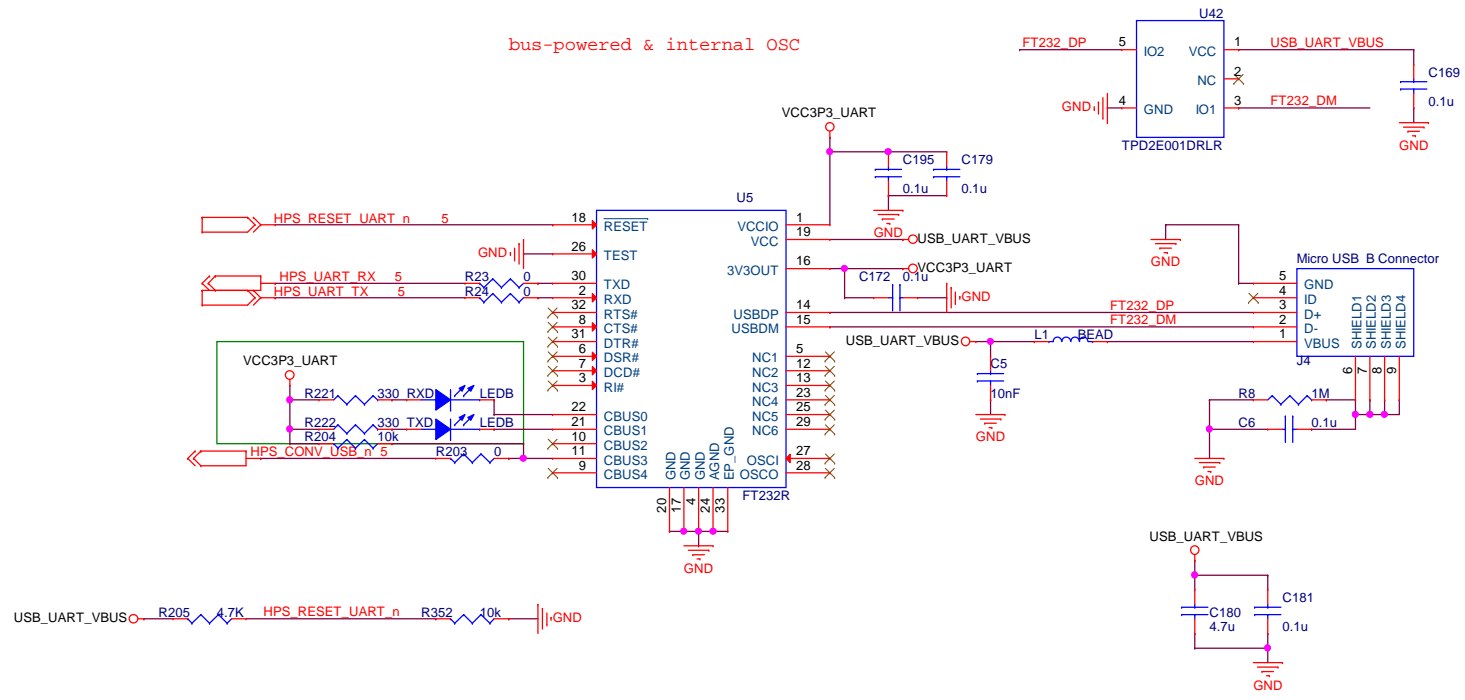 bus-powered & internal OSC
U42
FT232_DP 5 IO2 VCC 1 USB_UART_VBUS
NC 2
C169
0.1u
GND 4 GND IO1 3 FT232_DM
TPD2E001DRLR
GND
VCC3P3_UART
C195 C179
0.1u 0.1u
GND
U5
HPS_RESET_UART_n 5 18 RESET VCCIO 1
VCC 19 USB_UART_VBUS
GND 26 TEST
3V3OUT 16 VCC3P3_UART
C172 0.1u
GND
HPS_UART_RX 5 R23 0 30 TXD
HPS_UART_TX 5 R24 0 2 RXD
32 RTS# USBDP 14 FT232_DP
8 CTS# USBDM 15 FT232_DM
31 DTR#
6 DSR# NC1 5
7 DCD# NC2 12
3 RI# NC3 13
NC4 23
22 CBUS0 NC5 25
21 CBUS1 NC6 29
10 CBUS2
11 CBUS3 OSCI 27
9 CBUS4 OSCO 28
GND GND GND AGND EP_GND
20 17 4 24 33
FT232R
GND
VCC3P3_UART
R221 330 RXD LEDB
R222 330 TXD LEDB
R204 10k
HPS_CONV_USB_n 5 R203 0
GND
Micro USB B Connector
5 GND
4 ID
3 D+
2 D-
1 VBUS
SHIELD1 SHIELD2 SHIELD3 SHIELD4
J4
6 7 8 9
USB_UART_VBUS L1 BEAD
C5
10nF
GND
R8 1M
C6 0.1u
GND
USB_UART_VBUS
C180 C181
4.7u 0.1u
GND
USB_UART_VBUS R205 4.7K HPS_RESET_UART_n R352 10k GND